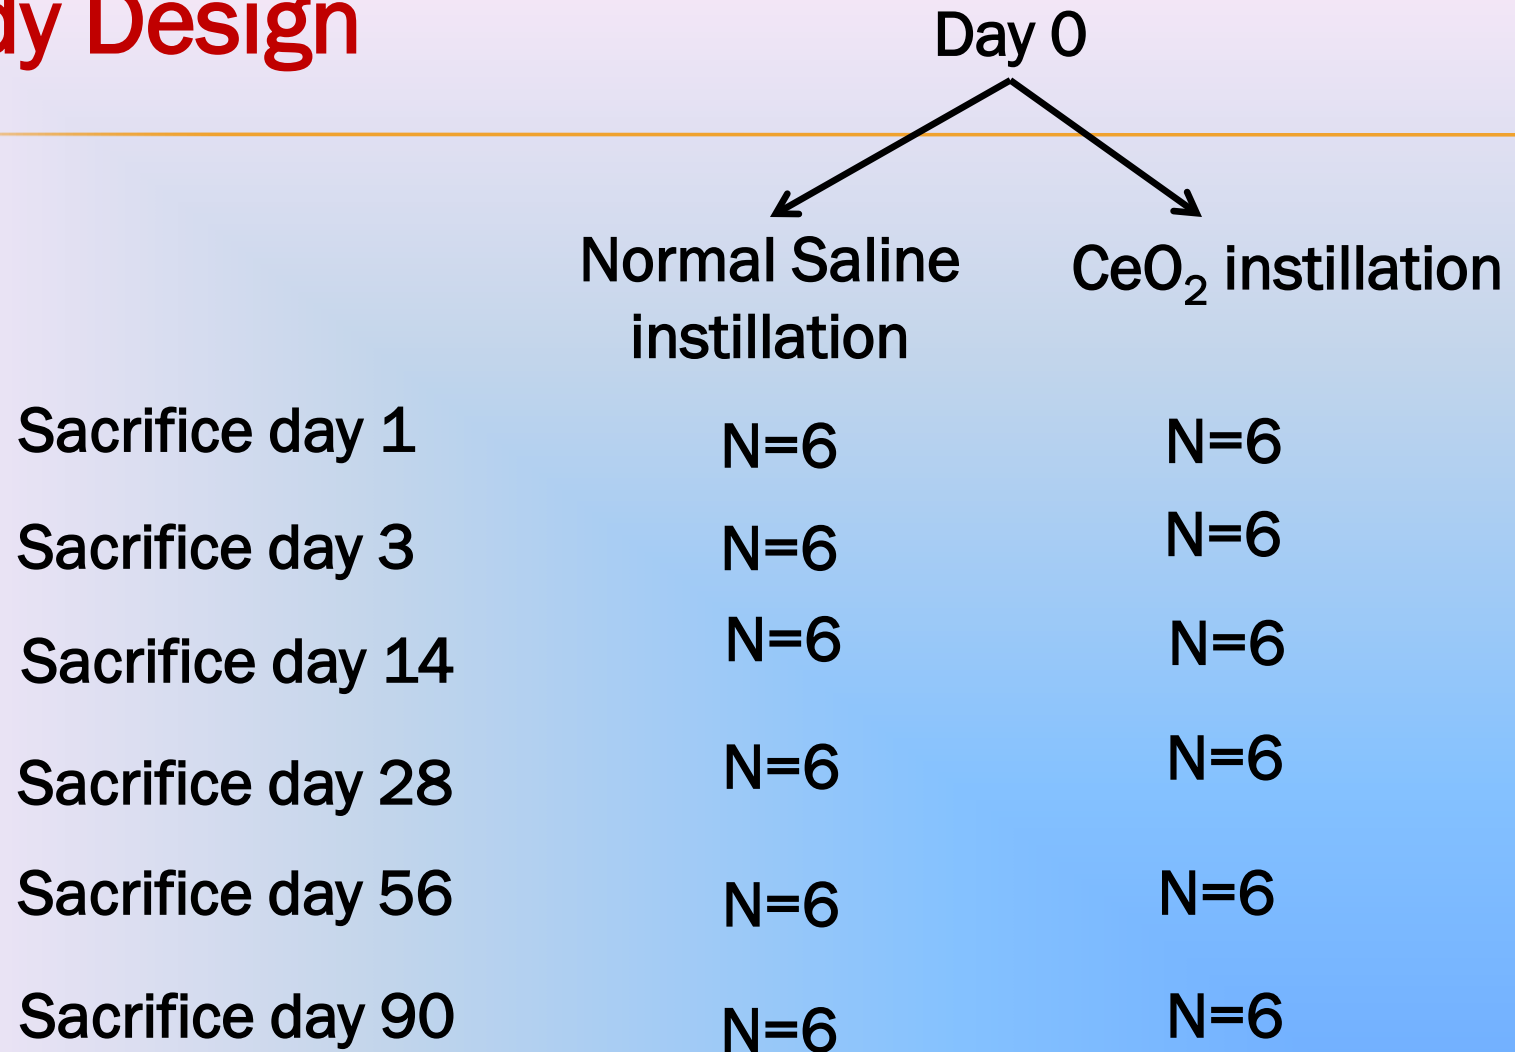 dy Design
Day 0
Normal Saline
instillation
CeO₂ instillation
Sacrifice day 1 N=6 N=6
Sacrifice day 3 N=6 N=6
Sacrifice day 14 N=6 N=6
Sacrifice day 28 N=6 N=6
Sacrifice day 56 N=6 N=6
Sacrifice day 90 N=6 N=6